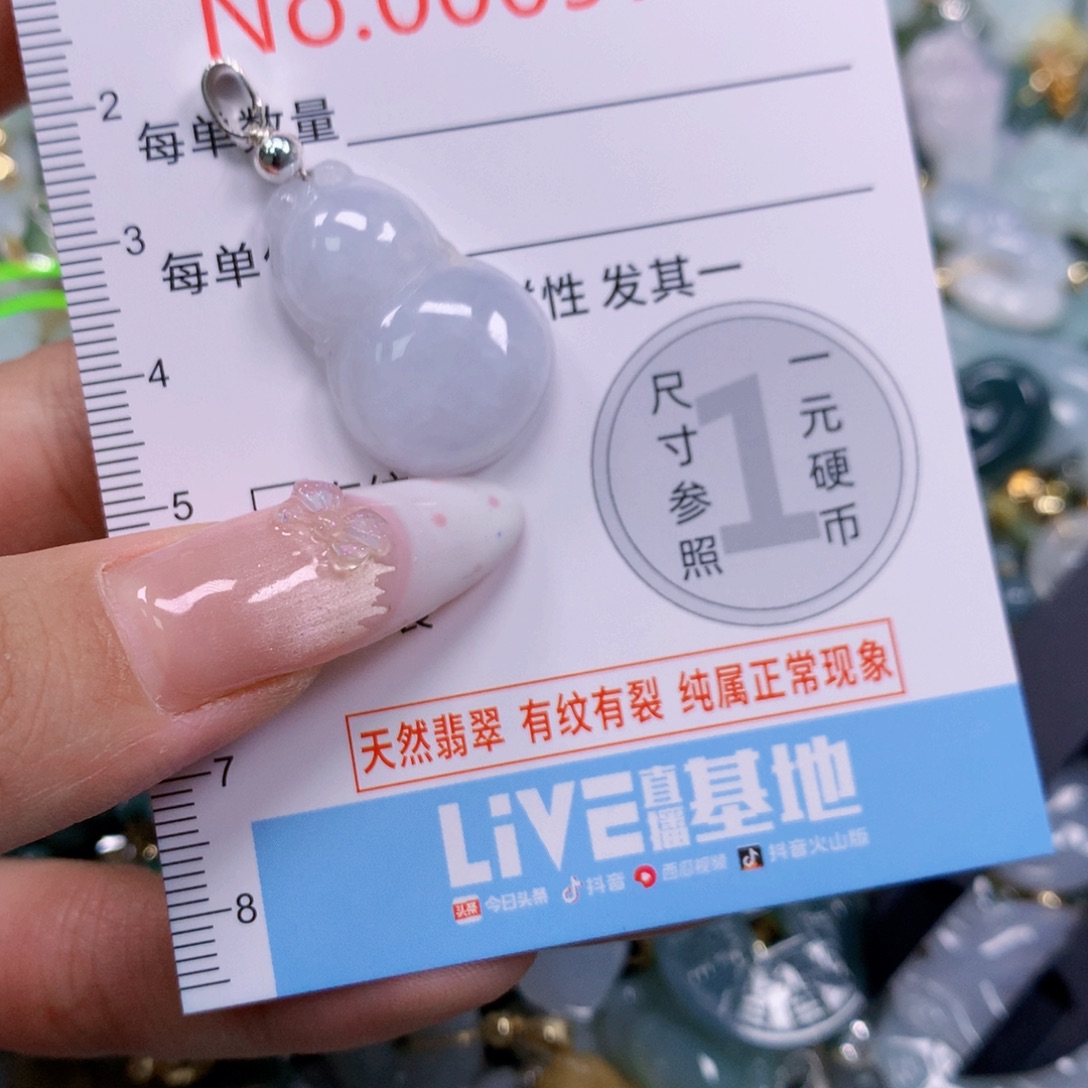 No.0005
2
每单数量
3
每单
性 发其一
4
尺寸参照
1
一元硬币
5
天然翡翠 有纹有裂 纯属正常现象
7
LiVE直播基地
8
头条 今日头条 抖音 西瓜视频 抖音火山版